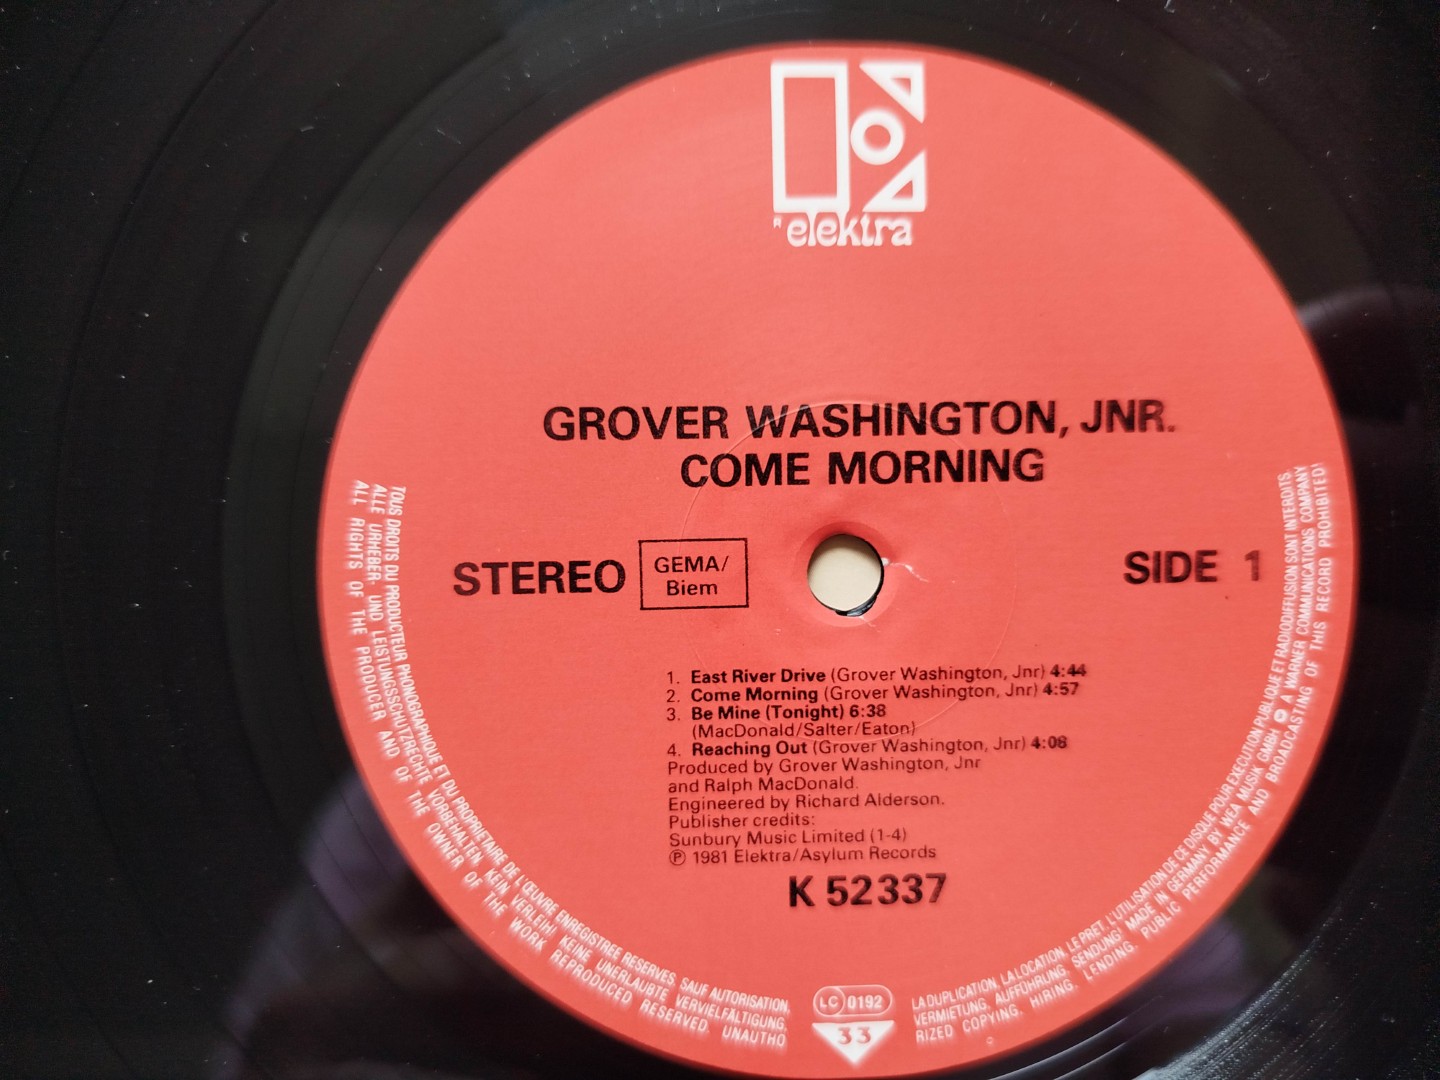 elektra
GROVER WASHINGTON, JNR.
COME MORNING
STEREO
GEMA/
Biem
SIDE 1
1. East River Drive (Grover Washington, Jnr) 4:44
2. Come Morning (Grover Washington, Jnr) 4:57
3. Be Mine (Tonight) 6:38
(MacDonald/Salter/Eaton)
4. Reaching Out (Grover Washington, Jnr) 4:08
Produced by Grover Washington, Jnr
and Ralph MacDonald.
Engineered by Richard Alderson.
Publisher credits:
Sunbury Music Limited (1-4)
℗ 1981 Elektra/Asylum Records
K 52337
TOUS DROITS DU PRODUCTEUR PHONOGRAPHIQUE ET DU PROPRIETAIRE DE L'ŒUVRE ENREGISTREE RESERVES, SAUF AUTORISATION,
LA DUPLICATION, LA LOCATION, LE PRET, L'UTILISATION DE CE DISQUE POUR EXECUTION PUBLIQUE ET RADIODIFFUSION SONT INTERDITS
ALLE URHEBER- UND LEISTUNGSSCHUTZRECHTE VORBEHALTEN KEIN VERLEIH! KEINE UNERLAUBTE VERVIELFÄLTIGUNG,
VERMIETUNG, AUFFÜHRUNG, SENDUNG! MADE IN GERMANY BY WEA MUSIK GMBH. A WARNER COMMUNICATIONS COMPANY
ALL RIGHTS OF THE PRODUCER AND OF THE OWNER OF THE WORK REPRODUCED RESERVED. UNAUTHO
RIZED COPYING, HIRING, LENDING, PUBLIC PERFORMANCE AND BROADCASTING OF THIS RECORD PROHIBITED!
LC 0192
33